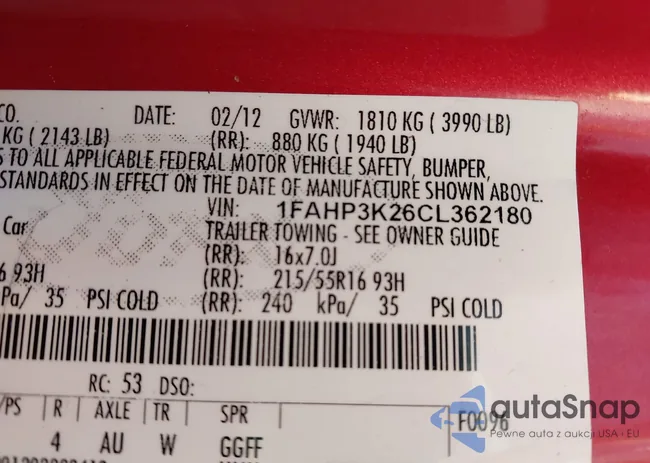 CO. DATE: 02/12 GVWR: 1810 KG ( 3990 LB)
KG ( 2143 LB) (RR): 880 KG ( 1940 LB)
S TO ALL APPLICABLE FEDERAL MOTOR VEHICLE SAFETY, BUMPER,
STANDARDS IN EFFECT ON THE DATE OF MANUFACTURE SHOWN ABOVE.
VIN: 1FAHP3K26CL362180
Car TRAILER TOWING - SEE OWNER GUIDE
(RR): 16x7.0J
6 93H (RR): 215/55R16 93H
Pa/ 35 PSI COLD (RR): 240 kPa/ 35 PSI COLD
RC: 53 DSO:
/PS R AXLE TR SPR F0096
4 AU W GGFF
autaSnap
Pewne auta z aukcji USA i EU